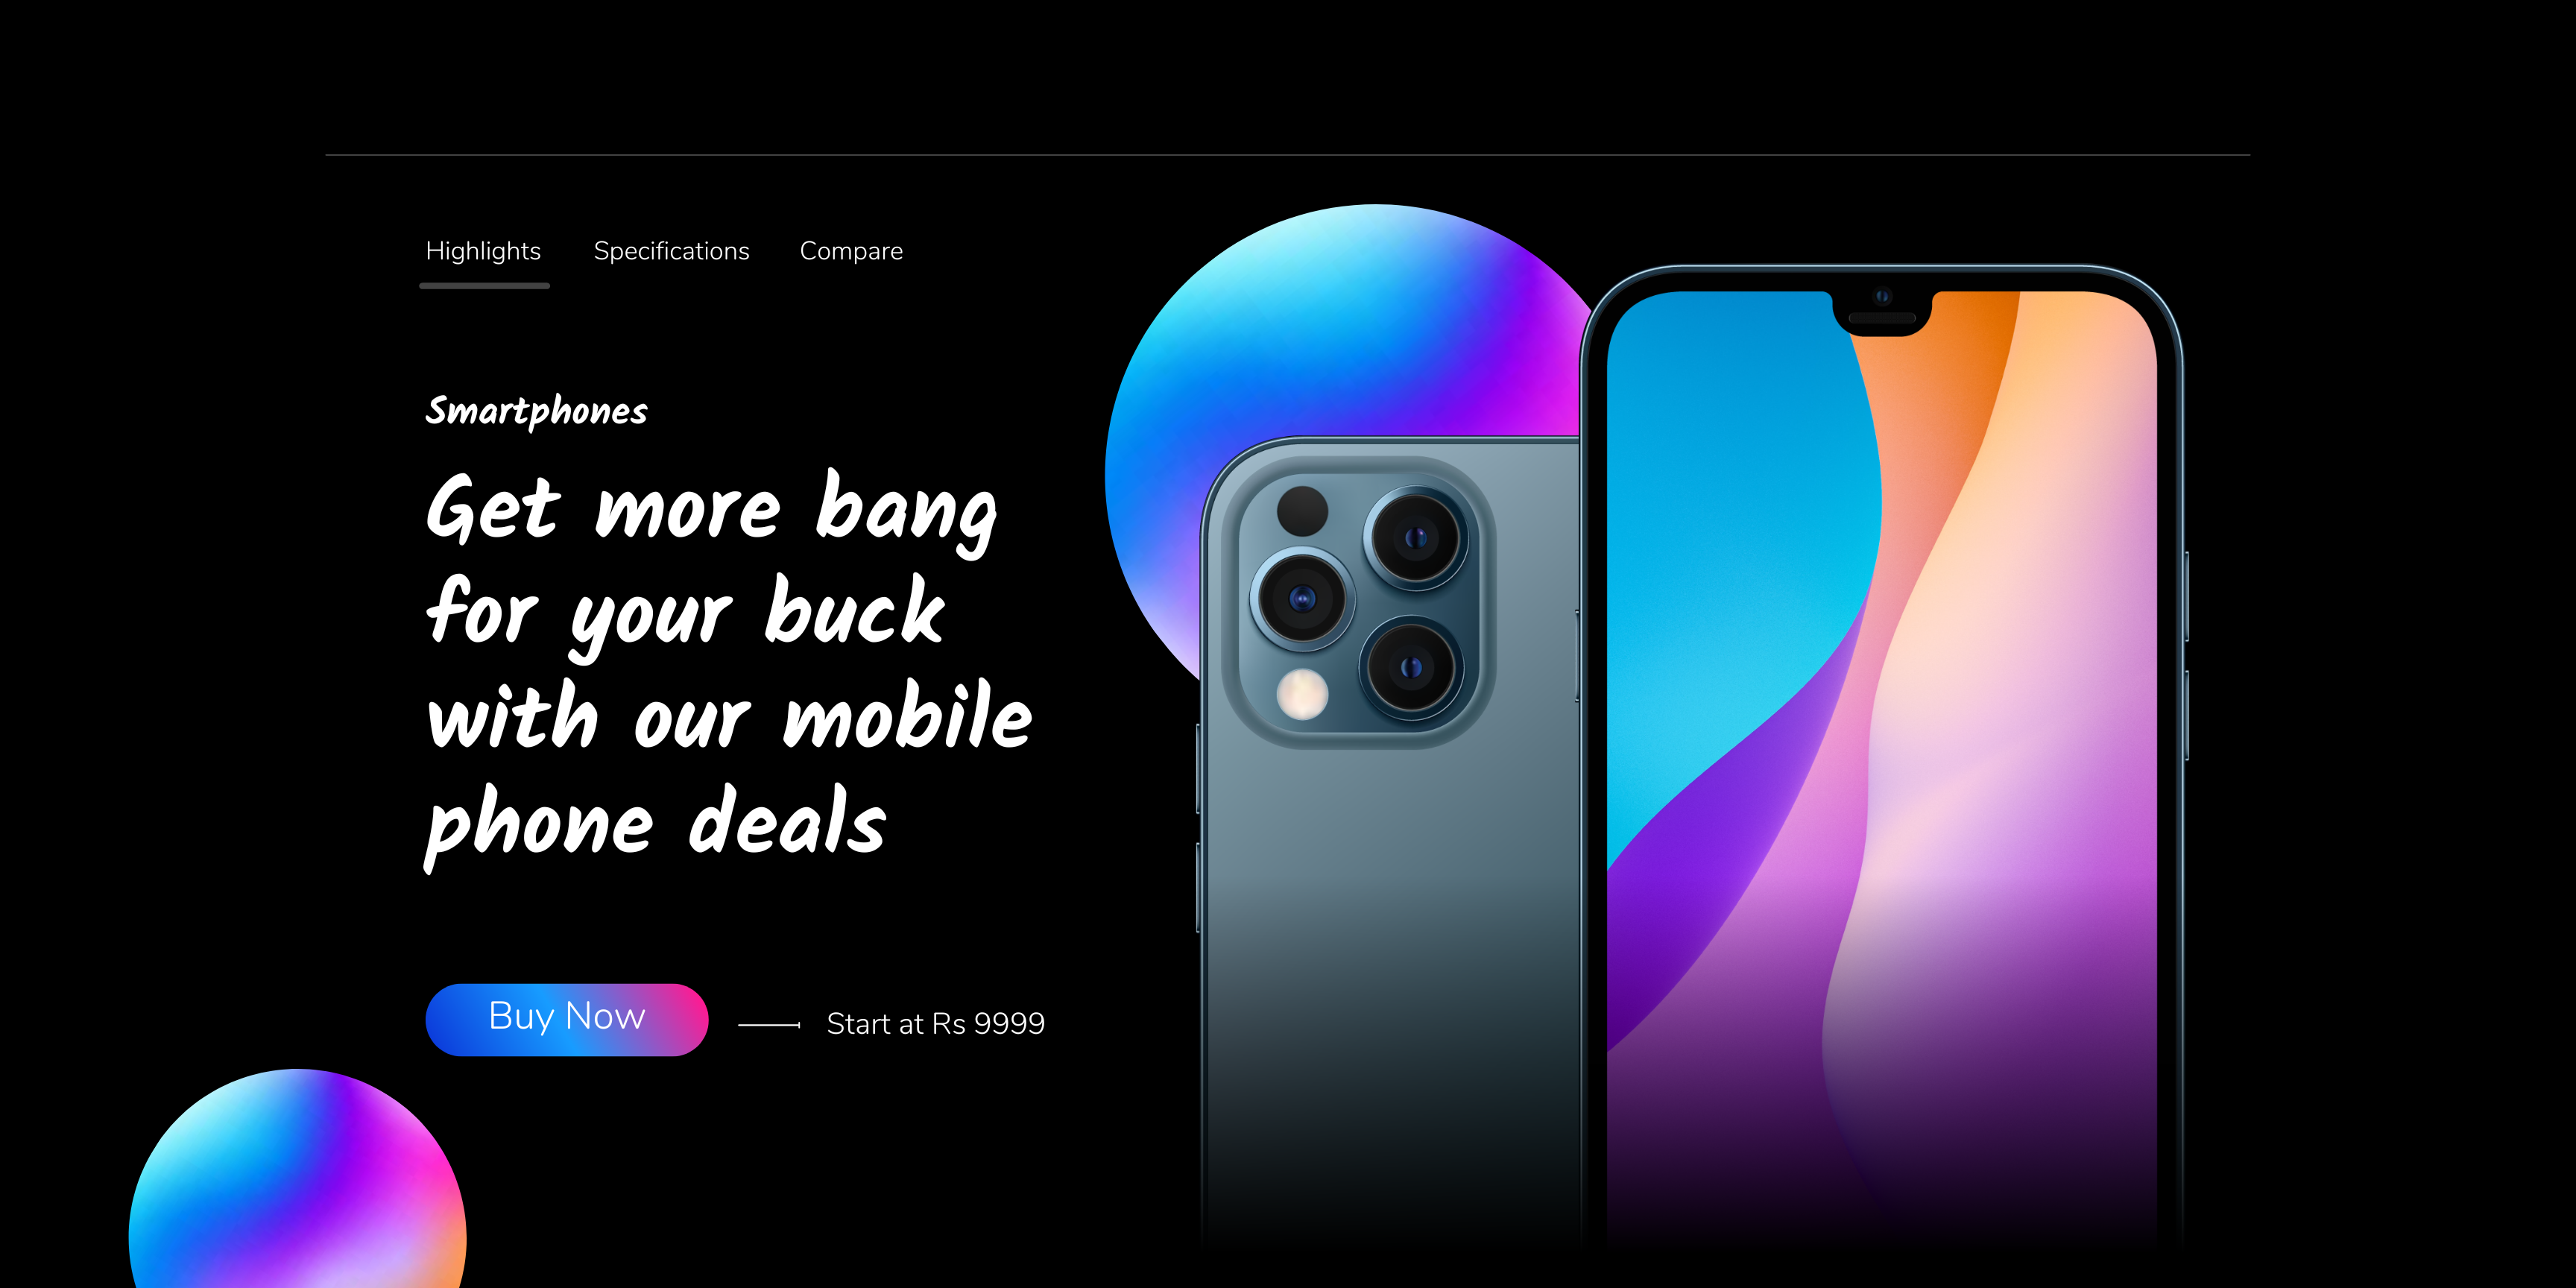 Highlights Specifications Compare
Smartphones
Get more bang
for your buck
with our mobile
phone deals
Buy Now Start at Rs 9999